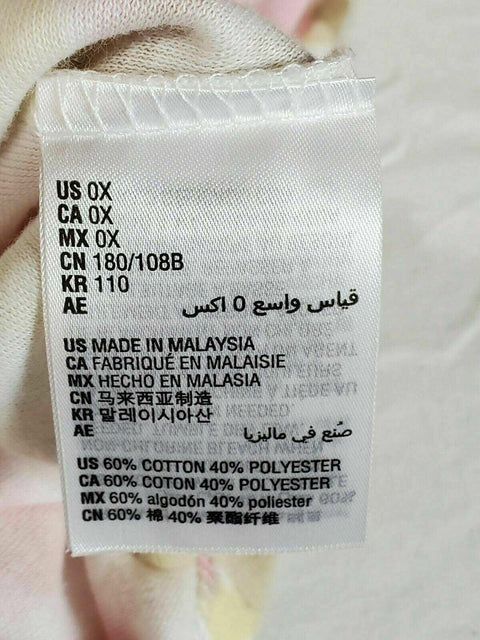 US 0X
CA 0X
MX 0X
CN 180/108B
KR 110
AE قياس واسع 0 اكس
US MADE IN MALAYSIA
CA FABRIQUÉ EN MALAISIE
MX HECHO EN MALASIA
CN 马来西亚制造
KR 말레이시아산
AE صُنع في ماليزيا
US 60% COTTON 40% POLYESTER
CA 60% COTON 40% POLYESTER
MX 60% algodón 40% poliester
CN 60% 棉 40% 聚酯纤维